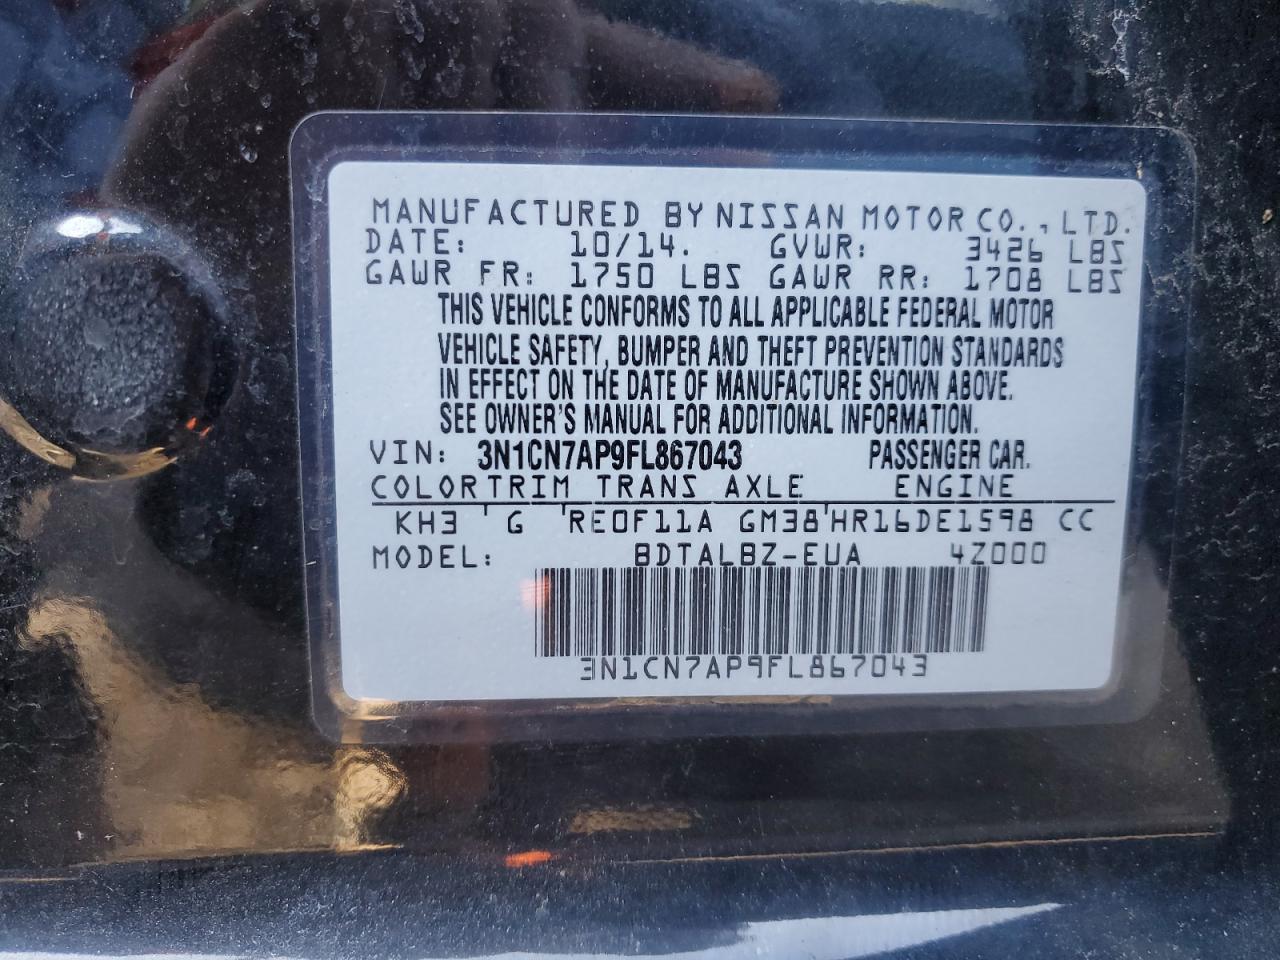 MANUFACTURED BY NISSAN MOTOR CO., LTD.
DATE: 10/14. GVWR: 3426 LBS
GAWR FR: 1750 LBS GAWR RR: 1708 LBS
THIS VEHICLE CONFORMS TO ALL APPLICABLE FEDERAL MOTOR
VEHICLE SAFETY, BUMPER AND THEFT PREVENTION STANDARDS
IN EFFECT ON THE DATE OF MANUFACTURE SHOWN ABOVE.
SEE OWNER'S MANUAL FOR ADDITIONAL INFORMATION.
VIN: 3N1CN7AP9FL867043 PASSENGER CAR.
COLOR TRIM TRANS AXLE ENGINE
KH3 ' G ' RE0F11A GM38 ' HR16DE1598 CC
MODEL: BDTALBZ-EUA 4Z000
3N1CN7AP9FL867043